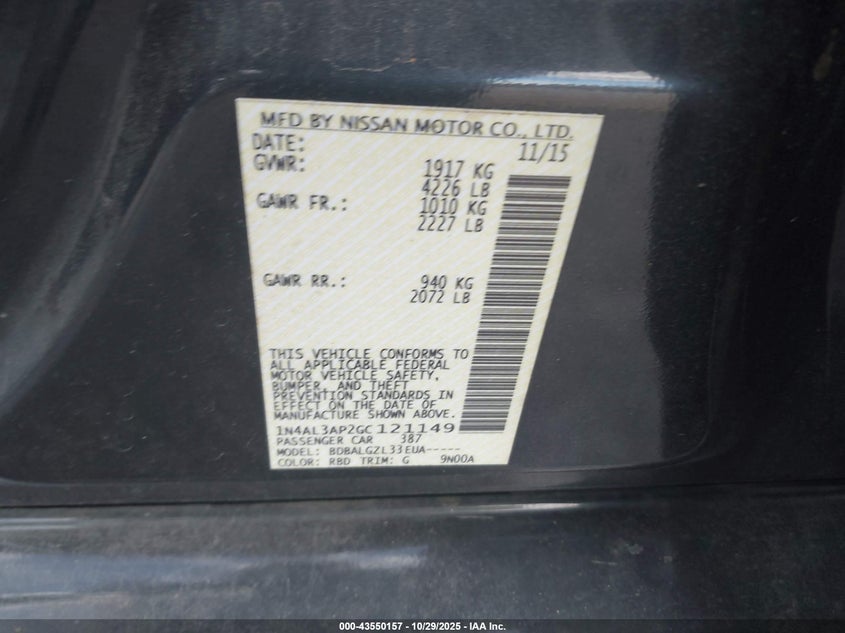 MFD BY NISSAN MOTOR CO., LTD.
DATE: 11/15
GVWR: 1917 KG
4226 LB
GAWR FR.: 1010 KG
2227 LB
GAWR RR.: 940 KG
2072 LB
THIS VEHICLE CONFORMS TO
ALL APPLICABLE FEDERAL
MOTOR VEHICLE SAFETY,
BUMPER, AND THEFT
PREVENTION STANDARDS IN
EFFECT ON THE DATE OF
MANUFACTURE SHOWN ABOVE.
1N4AL3AP2GC121149
PASSENGER CAR 387
MODEL: BDBALGZL33EUA-----
COLOR: RBD TRIM: G 9N00A
000-43550157 | 10/29/2025 - IAA Inc.